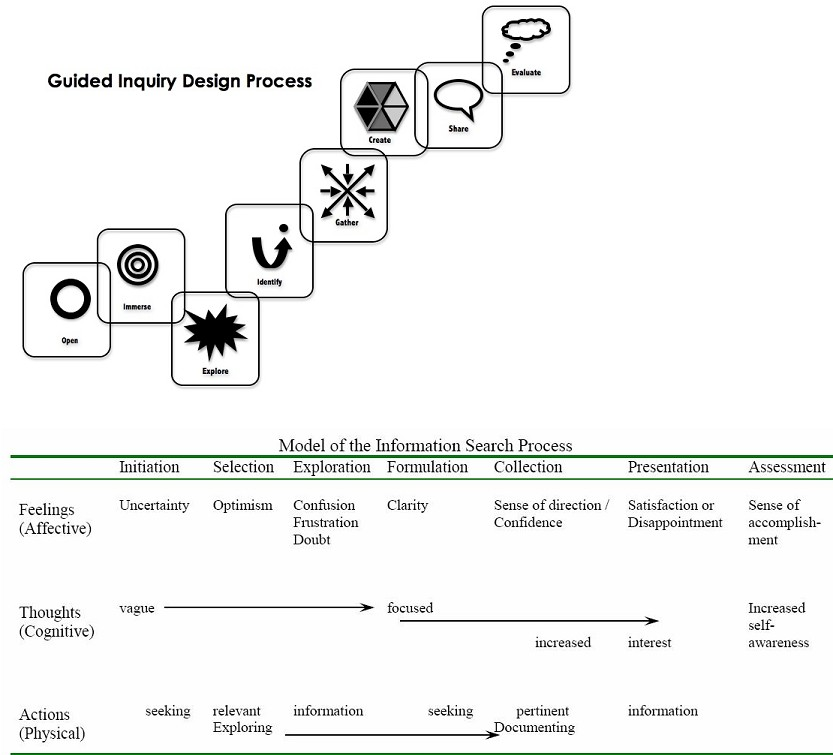 Guided Inquiry Design Process
Evaluate
Create
Share
Gather
Identify
Immerse
Open
Explore
Model of the Information Search Process
Initiation Selection Exploration Formulation Collection Presentation Assessment
Feelings (Affective) Uncertainty Optimism Confusion Frustration Doubt Clarity Sense of direction / Confidence Satisfaction or Disappointment Sense of accomplish-ment
Thoughts (Cognitive) vague focused increased interest Increased self-awareness
Actions (Physical) seeking relevant information seeking pertinent information
Exploring Documenting